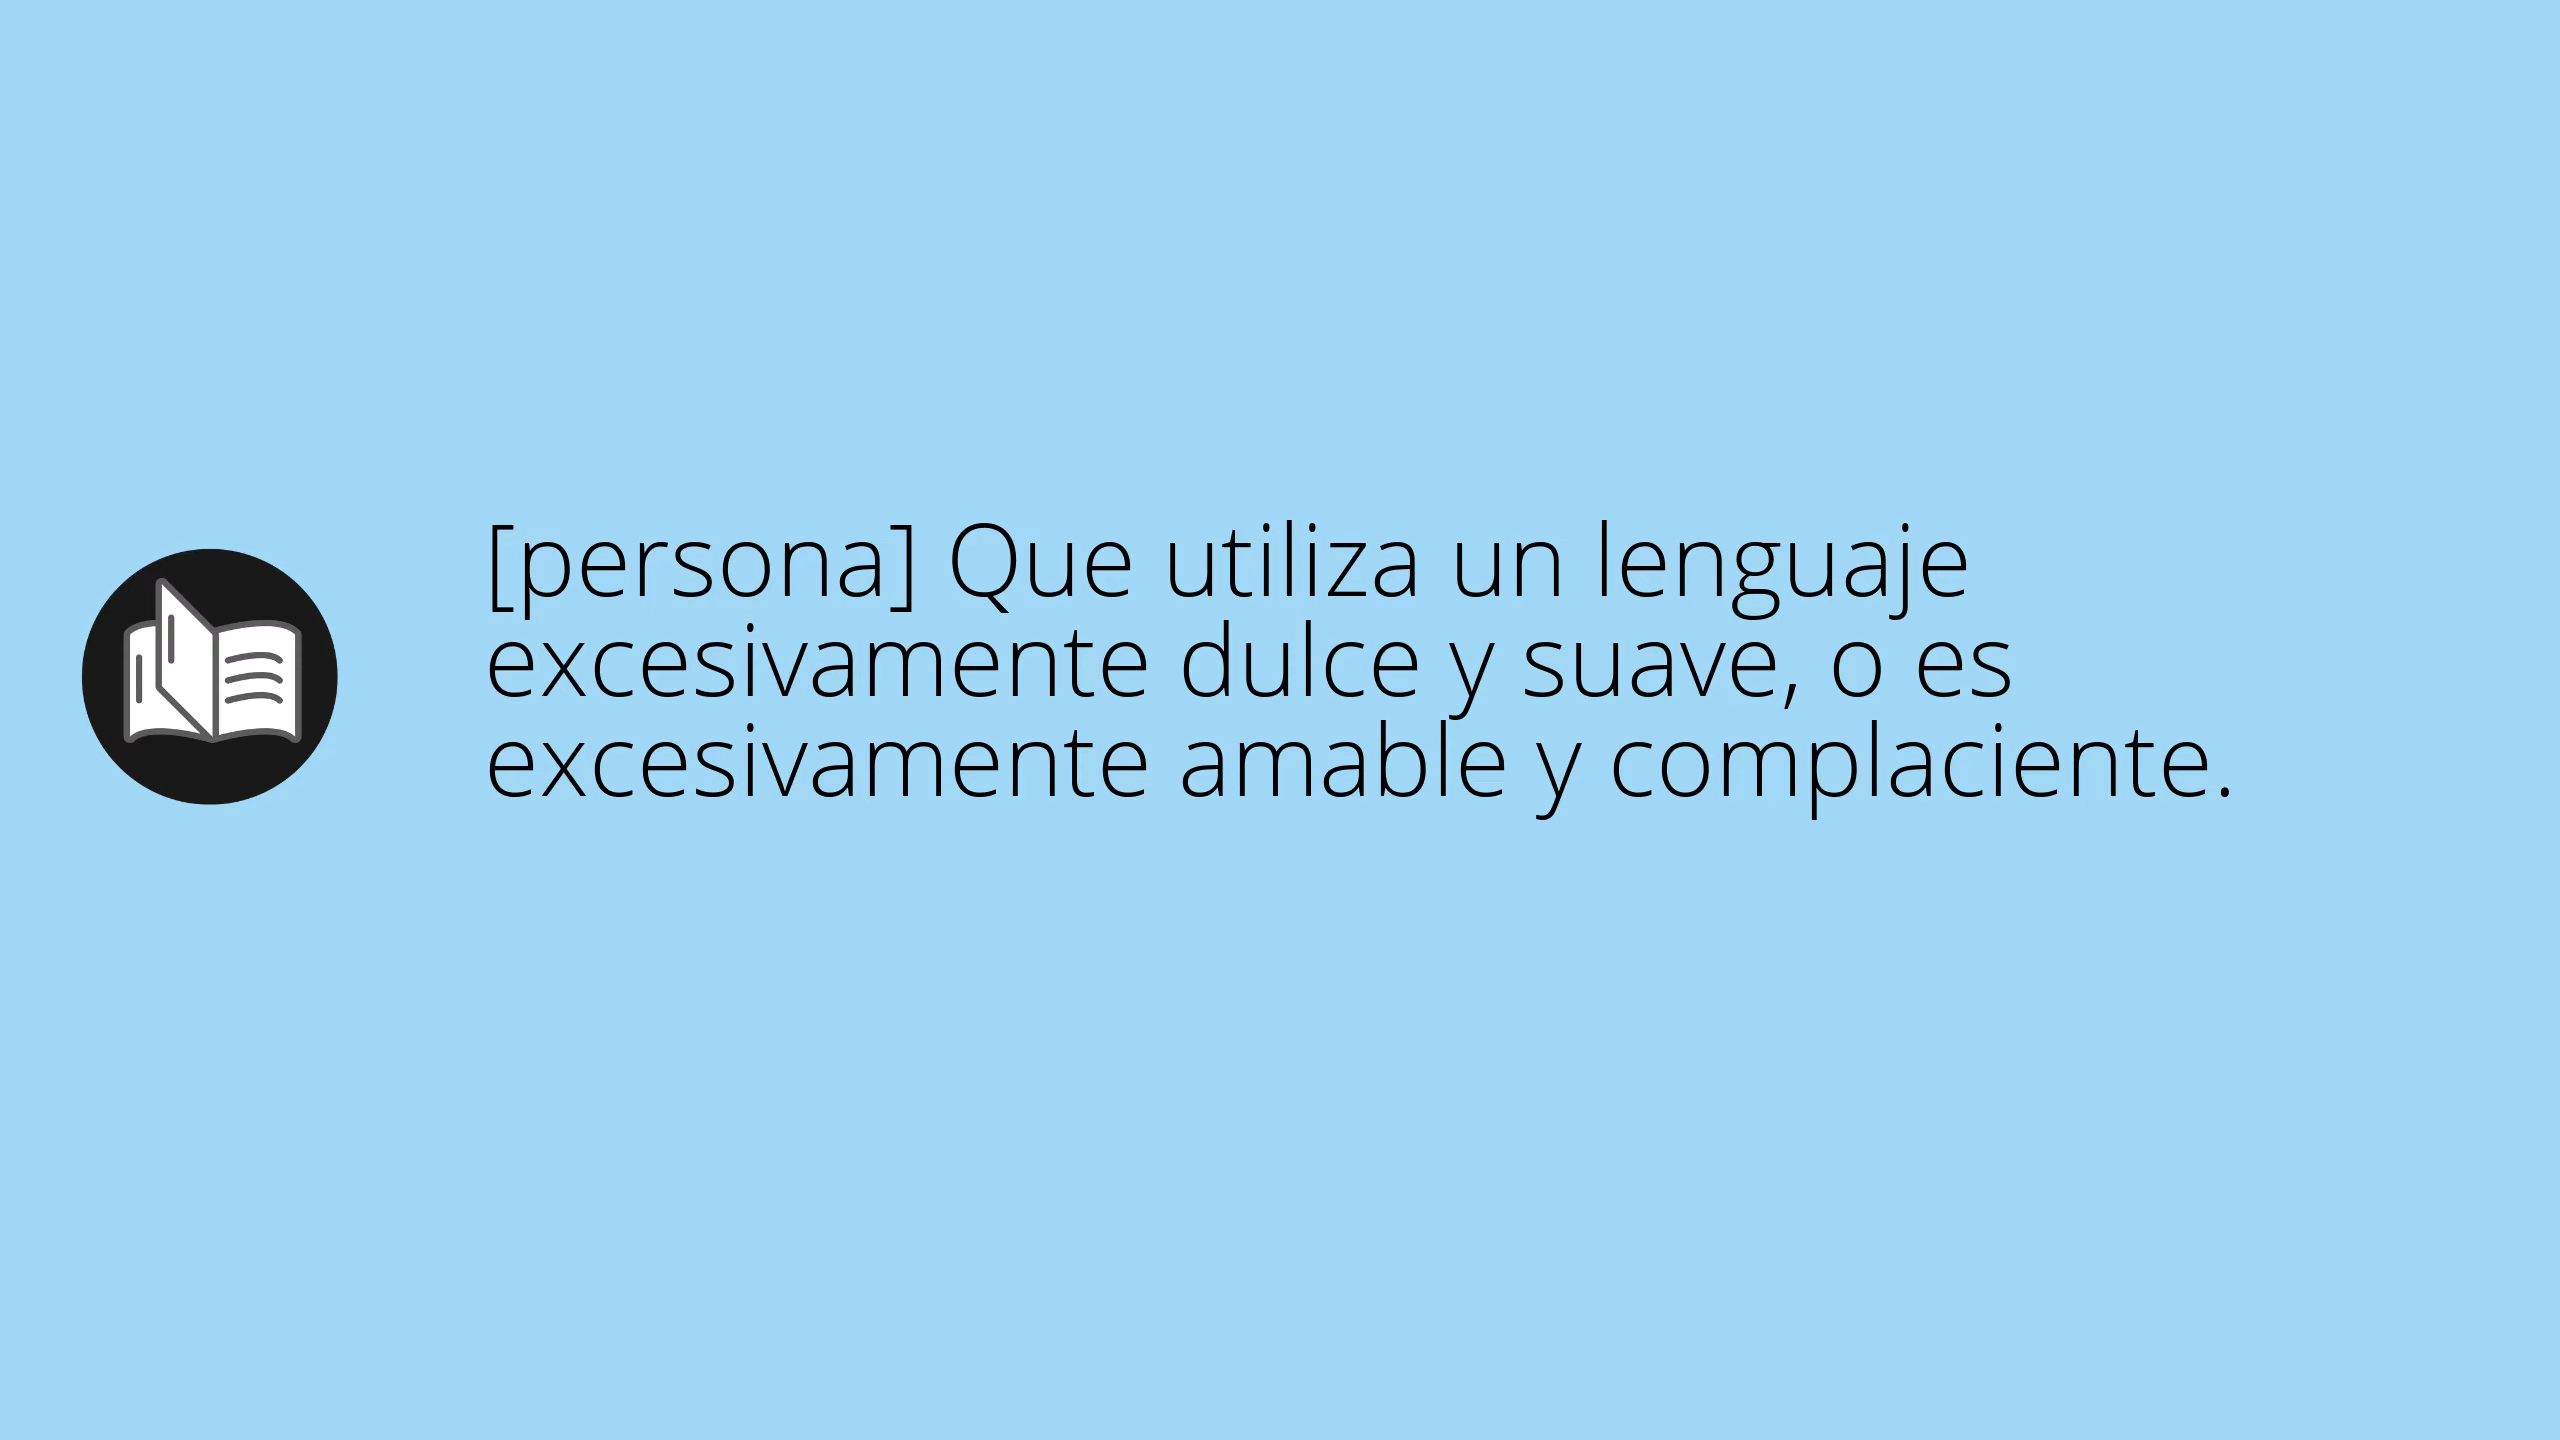 [persona] Que utiliza un lenguaje
excesivamente dulce y suave, o es
excesivamente amable y complaciente.